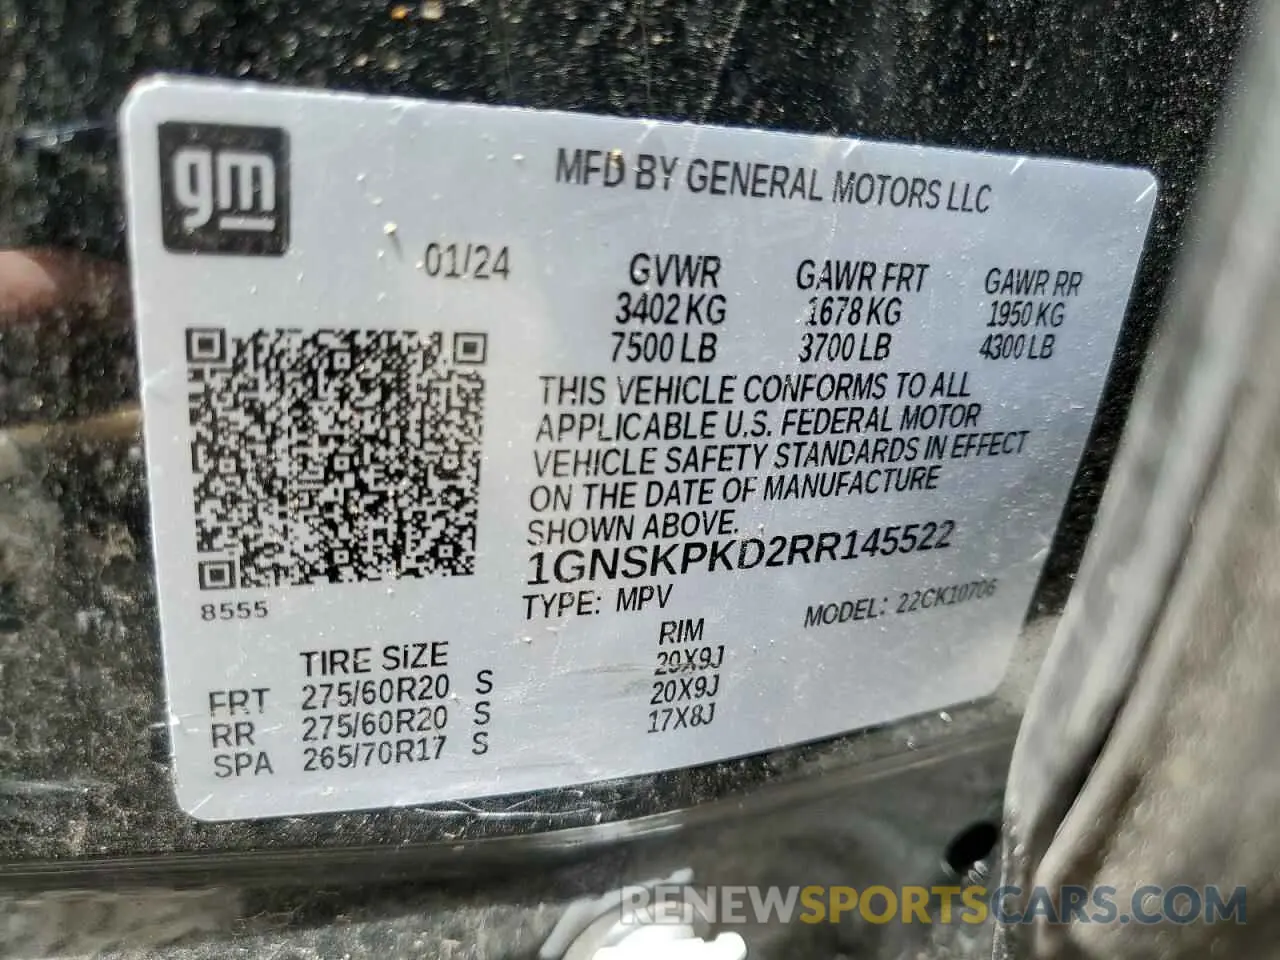 gm
MFD BY GENERAL MOTORS LLC
01/24
GVWR GAWR FRT GAWR RR
3402 KG 1678 KG 1950 KG
7500 LB 3700 LB 4300 LB
THIS VEHICLE CONFORMS TO ALL
APPLICABLE U.S. FEDERAL MOTOR
VEHICLE SAFETY STANDARDS IN EFFECT
ON THE DATE OF MANUFACTURE
SHOWN ABOVE.
1GNSKPKD2RR145522
8555
TYPE: MPV MODEL: 22CK10706
TIRE SIZE RIM
FRT 275/60R20 S 20X9J
RR 275/60R20 S 20X9J
SPA 265/70R17 S 17X8J
RENEWSPORTSCARS.COM